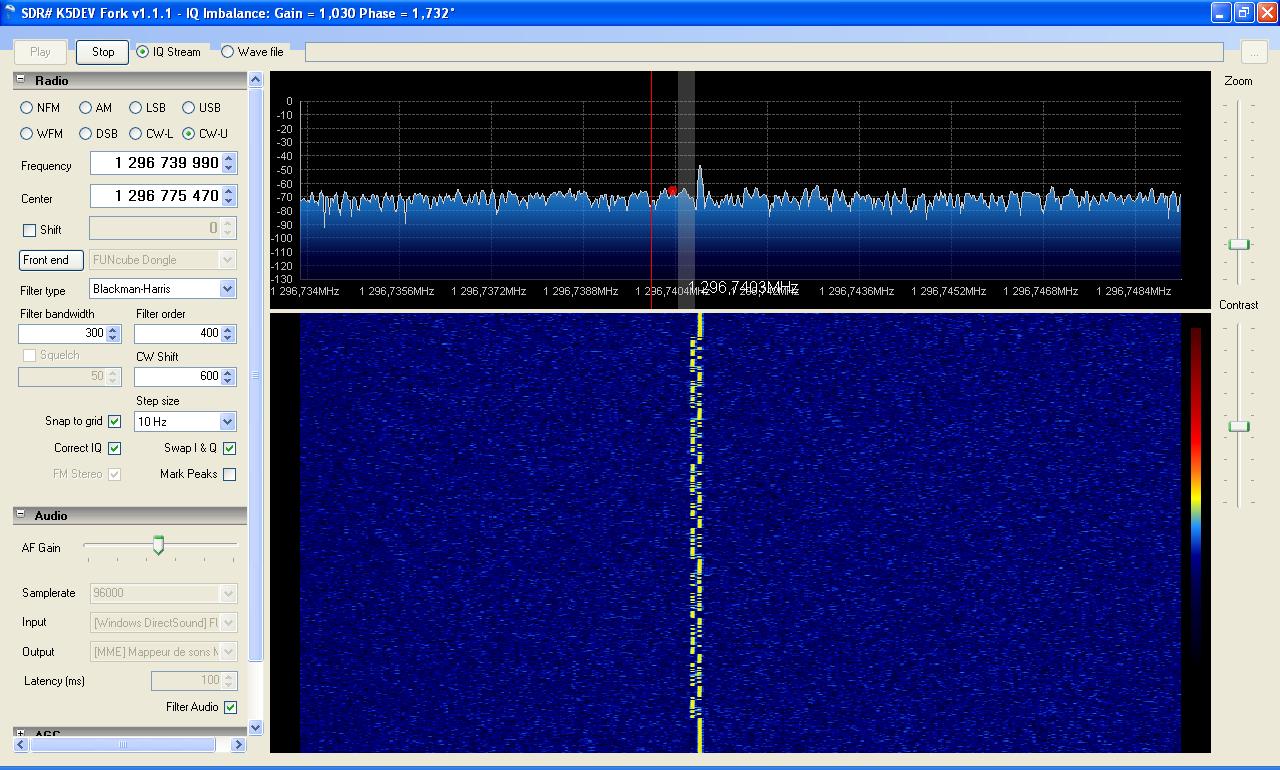 SDR# K5DEV Fork v1.1.1 - IQ Imbalance: Gain = 1,030 Phase = 1,732°
Play Stop IQ Stream Wave file ...
Radio
NFM AM LSB USB
WFM DSB CW-L CW-U
Frequency 1 296 739 990
Center 1 296 775 470
Shift 0
Front end FUNcube Dongle
Filter type Blackman-Harris
Filter bandwidth Filter order
300 400
Squelch CW Shift
50 600
Step size
Snap to grid 10 Hz
Correct IQ Swap I & Q
FM Stereo Mark Peaks
Audio
AF Gain
Samplerate 96000
Input [Windows DirectSound] FU
Output [MME] Mappeur de sons M
Latency (ms) 100
Filter Audio
AGC
0
-10
-20
-30
-40
-50
-60
-70
-80
-90
-100
-110
-120
-130
1 296,734MHz 1 296,7356MHz 1 296,7372MHz 1 296,7388MHz 1 296,7404MHz 1 296,7436MHz 1 296,7452MHz 1 296,7468MHz 1 296,7484MHz
1 296,7403MHz
Zoom
Contrast